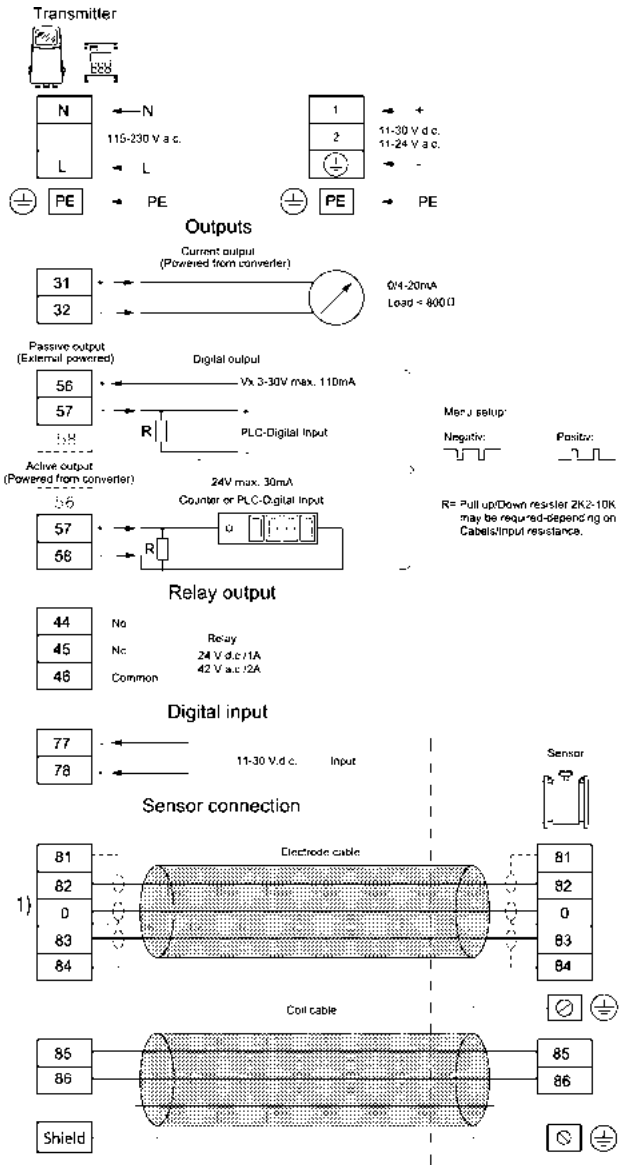 Transmitter
N N
115-230 V a.c.
L L
PE PE
1 +
2
11-30 V d.c.
11-24 V a.c.
-
PE PE
Outputs
Current output
(Powered from converter)
31 +
32 -
0/4-20mA
Load < 800 Ω
Passive output
(External powered)
Digital output
56 + Vx 3-30V max. 110mA
57 - +
R PLC-Digital Input
58 -
Menu setup:
Negativ: Positiv:
Active output
(Powered from converter)
24V max. 30mA
56 Counter or PLC-Digital Input
57 +
R
58 -
R= Pull up/Down resister 2K2-10K
may be required-depending on
Cabels/Input resistance.
Relay output
44 No
45 Nc
46 Common
Relay
24 V d.c /1A
42 V a.c /2A
Digital input
77
78
11-30 V.d c. Input
Sensor
Sensor connection
Electrode cable
81 81
82 82
1) 0 0
83 83
84 84
Coil cable
85 85
86 86
Shield